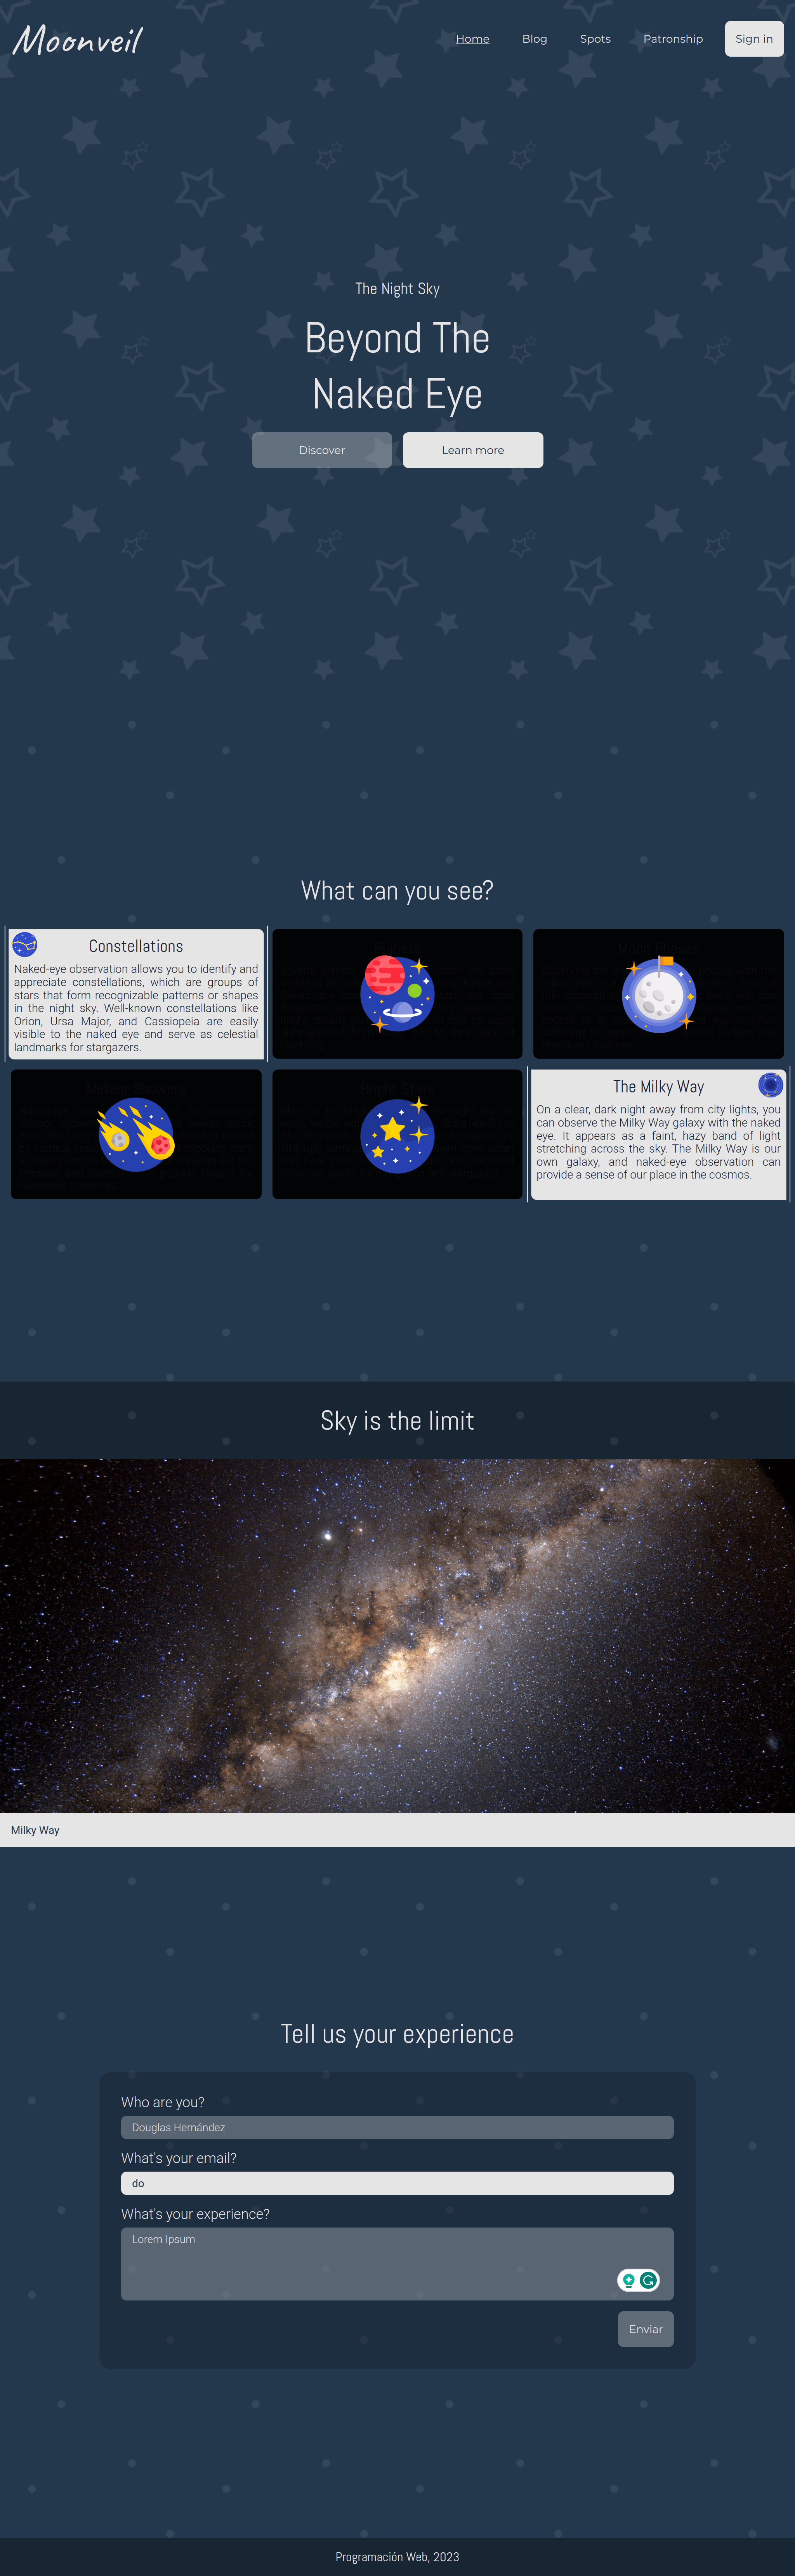 Moonveil
Home Blog Spots Patronship Sign in
The Night Sky
Beyond The
Naked Eye
Discover Learn more
What can you see?
Constellations
Naked-eye observation allows you to identify and
appreciate constellations, which are groups of
stars that form recognizable patterns or shapes
in the night sky. Well-known constellations like
Orion, Ursa Major, and Cassiopeia are easily
visible to the naked eye and serve as celestial
landmarks for stargazers.
Planets
Moon Phases
Meteor Showers
Bright Stars
The Milky Way
On a clear, dark night away from city lights, you
can observe the Milky Way galaxy with the naked
eye. It appears as a faint, hazy band of light
stretching across the sky. The Milky Way is our
own galaxy, and naked-eye observation can
provide a sense of our place in the cosmos.
Sky is the limit
Milky Way
Tell us your experience
Who are you?
Douglas Hernández
What's your email?
do
What's your experience?
Lorem Ipsum
Enviar
Programación Web, 2023